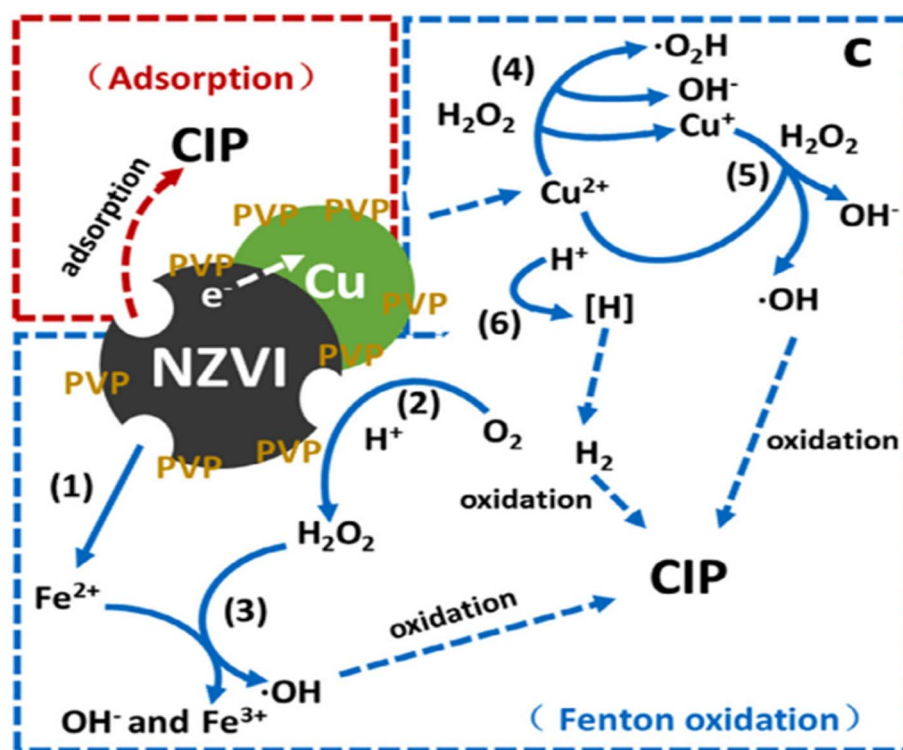 （Adsorption）
CIP
adsorption
c
(4)
·O₂H
OH⁻
H₂O₂
Cu⁺
H₂O₂
(5)
Cu²⁺
OH⁻
PVP
PVP
PVP
e⁻
Cu
PVP
H⁺
(6)
[H]
·OH
NZVI
PVP
PVP
PVP
PVP
(2)
H⁺
O₂
H₂
oxidation
oxidation
(1)
H₂O₂
CIP
Fe²⁺
(3)
oxidation
·OH
OH⁻ and Fe³⁺
（Fenton oxidation）